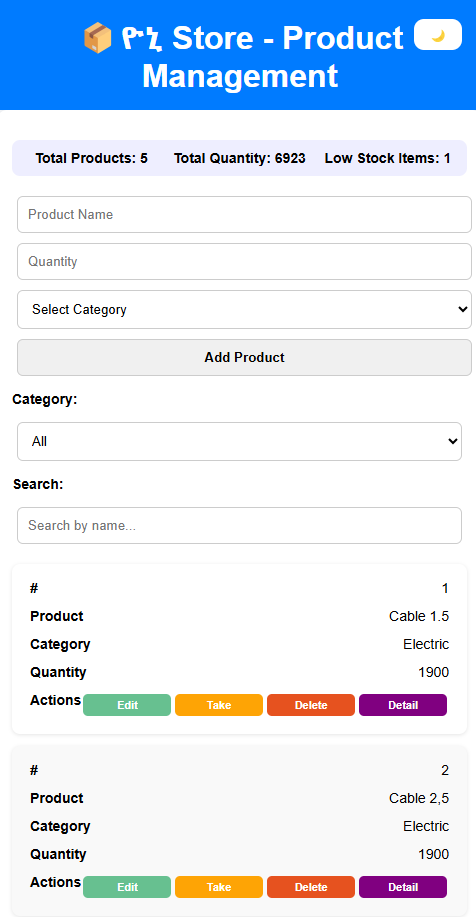 📦 ዮኒ Store - Product
Management
🌙
Total Products: 5 Total Quantity: 6923 Low Stock Items: 1
Product Name
Quantity
Select Category
Add Product
Category:
All
Search:
Search by name...
# 1
Product Cable 1.5
Category Electric
Quantity 1900
Actions Edit Take Delete Detail
# 2
Product Cable 2,5
Category Electric
Quantity 1900
Actions Edit Take Delete Detail